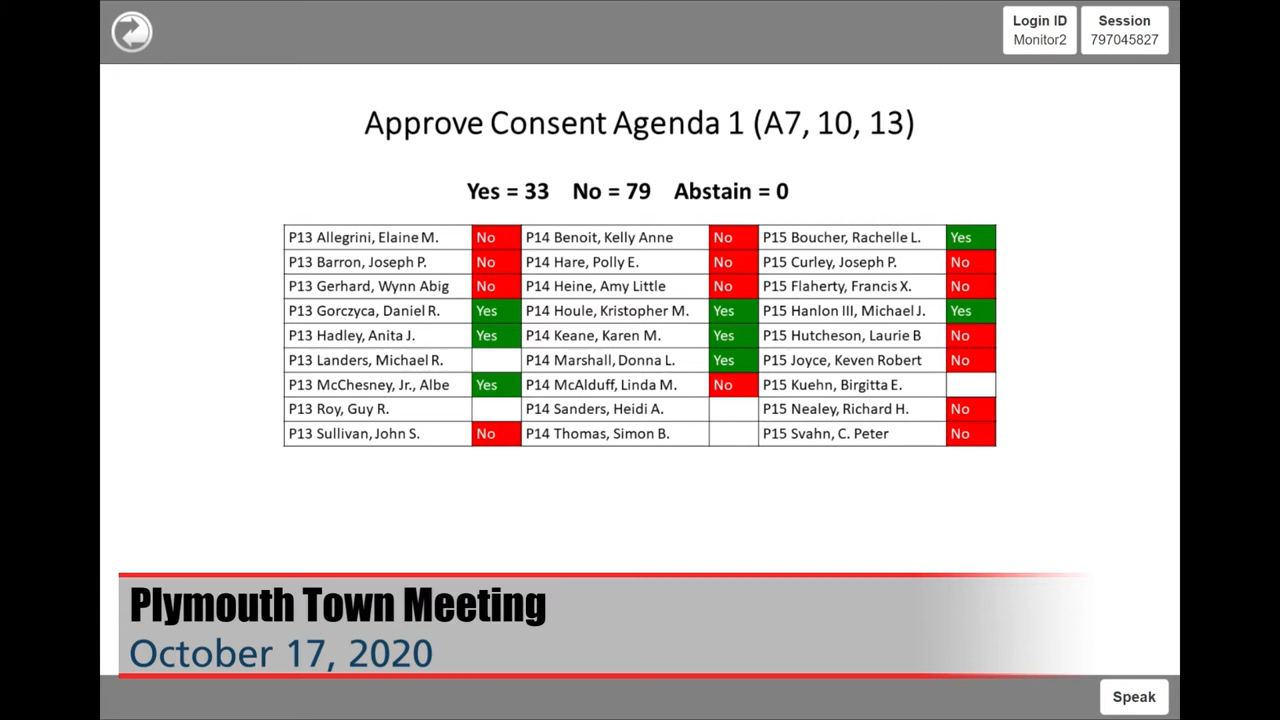 Login ID
Monitor2
Session
797045827
Approve Consent Agenda 1 (A7, 10, 13)
Yes = 33 No = 79 Abstain = 0
P13 Allegrini, Elaine M. No P14 Benoit, Kelly Anne No P15 Boucher, Rachelle L. Yes
P13 Barron, Joseph P. No P14 Hare, Polly E. No P15 Curley, Joseph P. No
P13 Gerhard, Wynn Abig No P14 Heine, Amy Little No P15 Flaherty, Francis X. No
P13 Gorczyca, Daniel R. Yes P14 Houle, Kristopher M. Yes P15 Hanlon III, Michael J. Yes
P13 Hadley, Anita J. Yes P14 Keane, Karen M. Yes P15 Hutcheson, Laurie B No
P13 Landers, Michael R. P14 Marshall, Donna L. Yes P15 Joyce, Keven Robert No
P13 McChesney, Jr., Albe Yes P14 McAlduff, Linda M. No P15 Kuehn, Birgitta E.
P13 Roy, Guy R. P14 Sanders, Heidi A. P15 Nealey, Richard H. No
P13 Sullivan, John S. No P14 Thomas, Simon B. P15 Svahn, C. Peter No
Plymouth Town Meeting
October 17, 2020
Speak